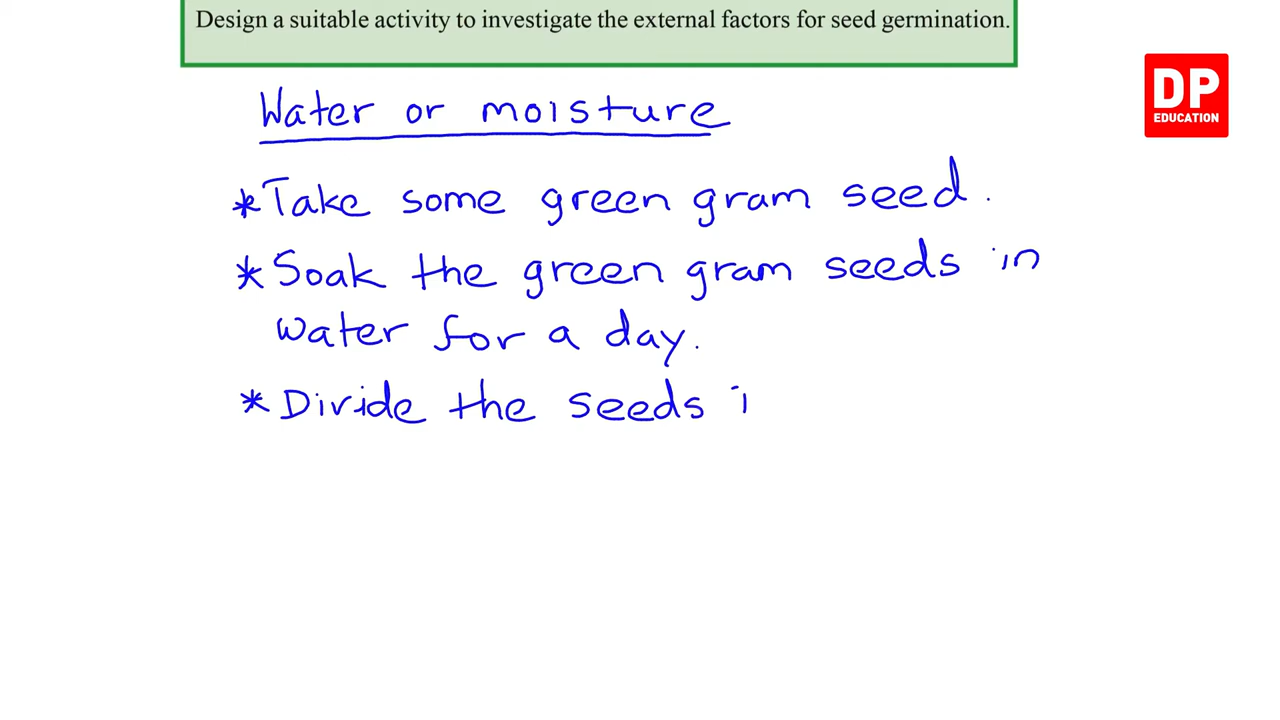 Design a suitable activity to investigate the external factors for seed germination.
DP
EDUCATION
Water or moisture
*Take some green gram seed.
*Soak the green gram seeds in
water for a day.
*Divide the seeds i